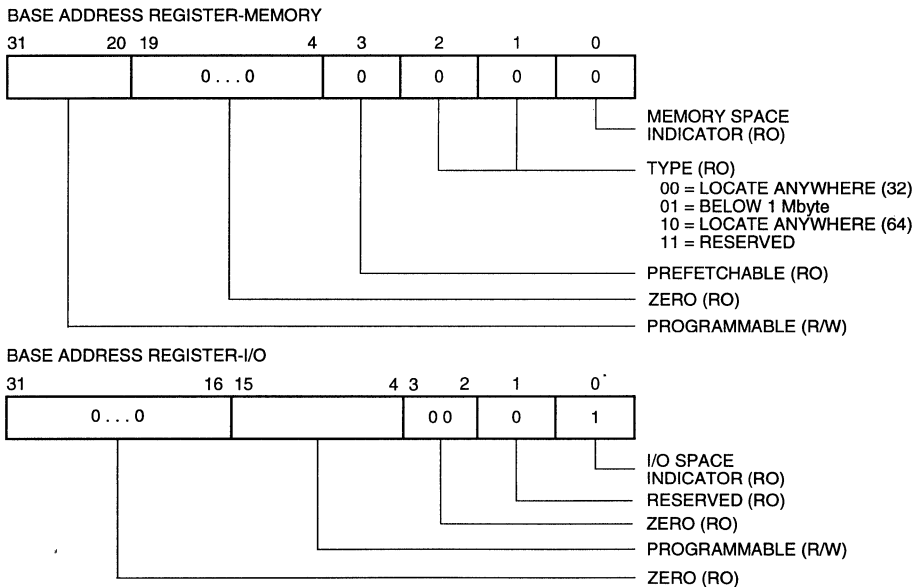 BASE ADDRESS REGISTER-MEMORY
31 20 19 4 3 2 1 0
0...0 0 0 0 0
MEMORY SPACE
INDICATOR (RO)
TYPE (RO)
00 = LOCATE ANYWHERE (32)
01 = BELOW 1 Mbyte
10 = LOCATE ANYWHERE (64)
11 = RESERVED
PREFETCHABLE (RO)
ZERO (RO)
PROGRAMMABLE (R/W)
BASE ADDRESS REGISTER-I/O
31 16 15 4 3 2 1 0
0...0 00 0 1
I/O SPACE
INDICATOR (RO)
RESERVED (RO)
ZERO (RO)
PROGRAMMABLE (R/W)
ZERO (RO)